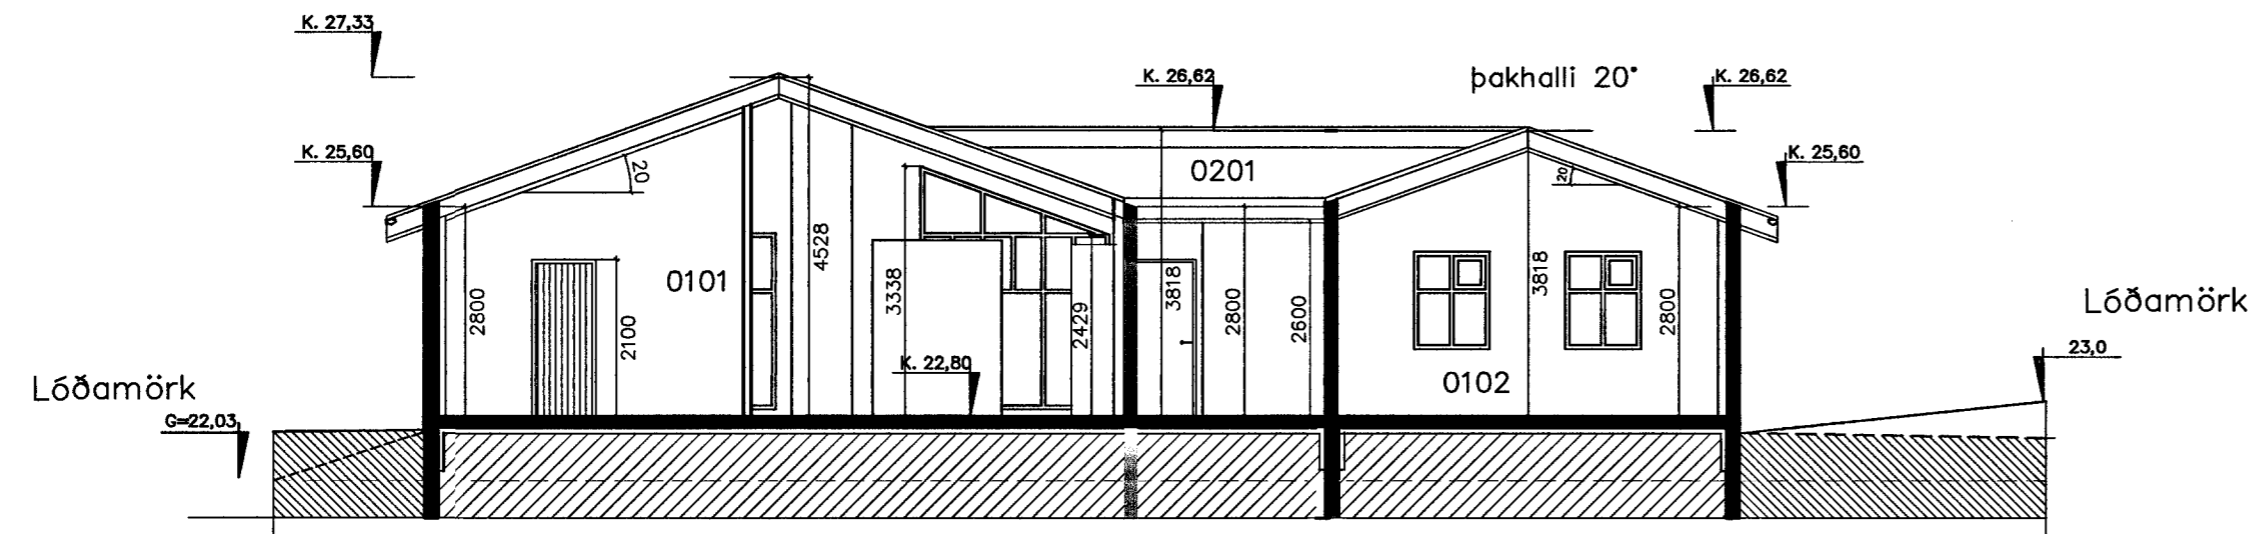 K. 27,33
K. 26,62
þakhalli 20°
K. 26,62
K. 25,60
K. 25,60
20
0201
20
4528
0101
3338
3818
3818
2800
2100
2429
2800
2600
2800
Lóðamörk
K. 22,80
0102
23,0
Lóðamörk
G=22,03